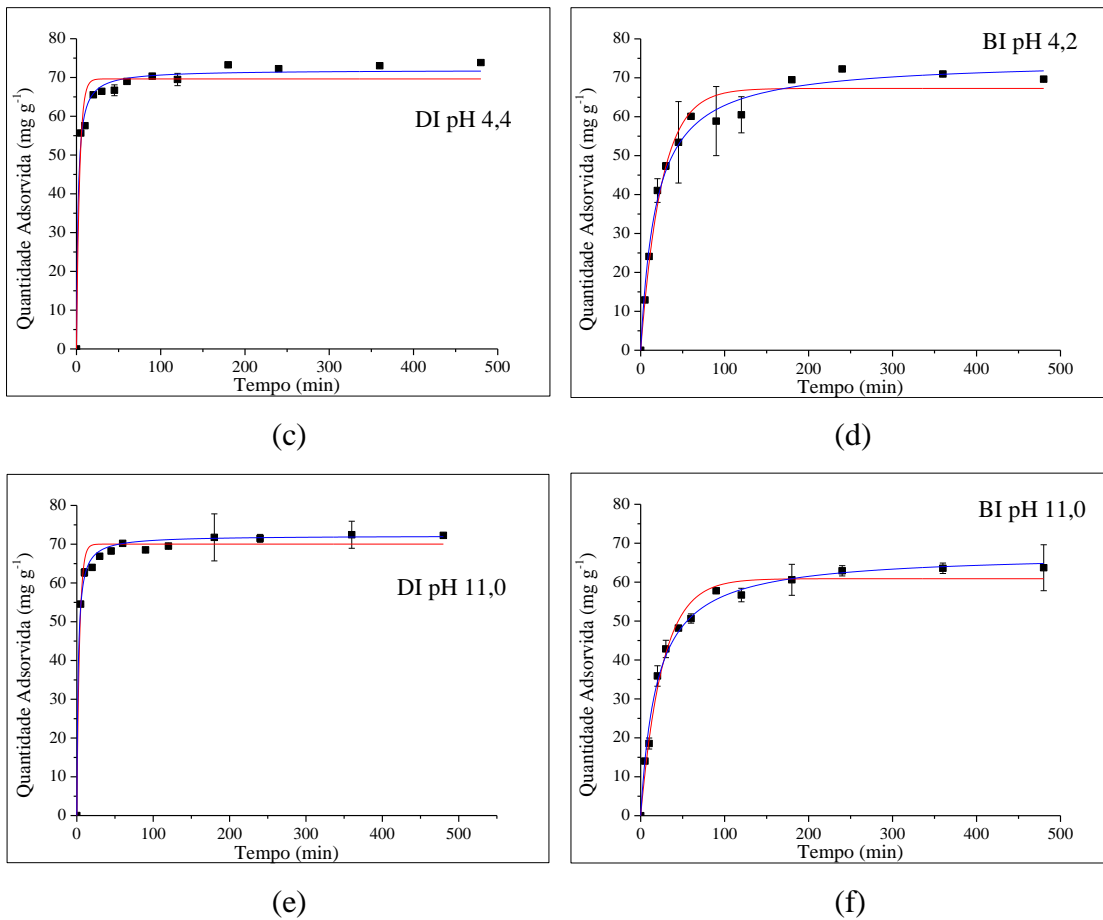 80
70
60
50
40
30
20
10
0
Quantidade Adsorvida (mg g-1)
DI pH 4,4
0 100 200 300 400 500
Tempo (min)
(c)
80
70
60
50
40
30
20
10
0
Quantidade Adsorvida (mg g-1)
BI pH 4,2
0 100 200 300 400 500
Tempo (min)
(d)
80
70
60
50
40
30
20
10
0
Quantidade Adsorvida (mg g-1)
DI pH 11,0
0 100 200 300 400 500
Tempo (min)
(e)
80
70
60
50
40
30
20
10
0
Quantidade Adsorvida (mg g-1)
BI pH 11,0
0 100 200 300 400 500
Tempo (min)
(f)